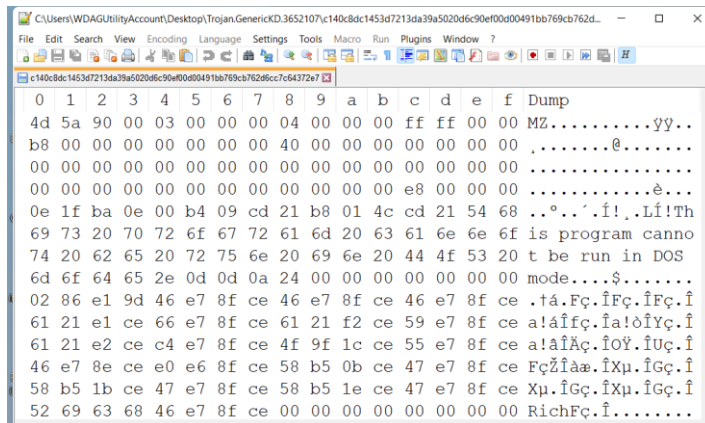 C:\Users\WDAGUtilityAccount\Desktop\Trojan.GenericKD.3652107\c140c8dc1453d7213da39a5020d6c90ef00d00491bb769cb762d...
File Edit Search View Encoding Language Settings Tools Macro Run Plugins Window ?
c140c8dc1453d7213da39a5020d6c90ef00d00491bb769cb762d6cc7c64372e7
0 1 2 3 4 5 6 7 8 9 a b c d e f Dump
4d 5a 90 00 03 00 00 00 04 00 00 00 ff ff 00 00 MZ..........ÿÿ..
b8 00 00 00 00 00 00 00 40 00 00 00 00 00 00 00 ¸.......@.......
00 00 00 00 00 00 00 00 00 00 00 00 00 00 00 00 ................
00 00 00 00 00 00 00 00 00 00 00 00 e8 00 00 00 ............è...
0e 1f ba 0e 00 b4 09 cd 21 b8 01 4c cd 21 54 68 ..º..´.Í!¸.LÍ!Th
69 73 20 70 72 6f 67 72 61 6d 20 63 61 6e 6e 6f is program canno
74 20 62 65 20 72 75 6e 20 69 6e 20 44 4f 53 20 t be run in DOS
6d 6f 64 65 2e 0d 0d 0a 24 00 00 00 00 00 00 00 mode....$.......
02 86 e1 9d 46 e7 8f ce 46 e7 8f ce 46 e7 8f ce .†á.Fç.ÎFç.ÎFç.Î
61 21 e1 ce 66 e7 8f ce 61 21 f2 ce 59 e7 8f ce a!áÎfç.Îa!òÎYç.Î
61 21 e2 ce c4 e7 8f ce 4f 9f 1c ce 55 e7 8f ce a!âÎÄç.ÎOŸ.ÎUç.Î
46 e7 8e ce e0 e6 8f ce 58 b5 0b ce 47 e7 8f ce FçŽÎàæ.ÎXµ.ÎGç.Î
58 b5 1b ce 47 e7 8f ce 58 b5 1e ce 47 e7 8f ce Xµ.ÎGç.ÎXµ.ÎGç.Î
52 69 63 68 46 e7 8f ce 00 00 00 00 00 00 00 00 RichFç.Î........